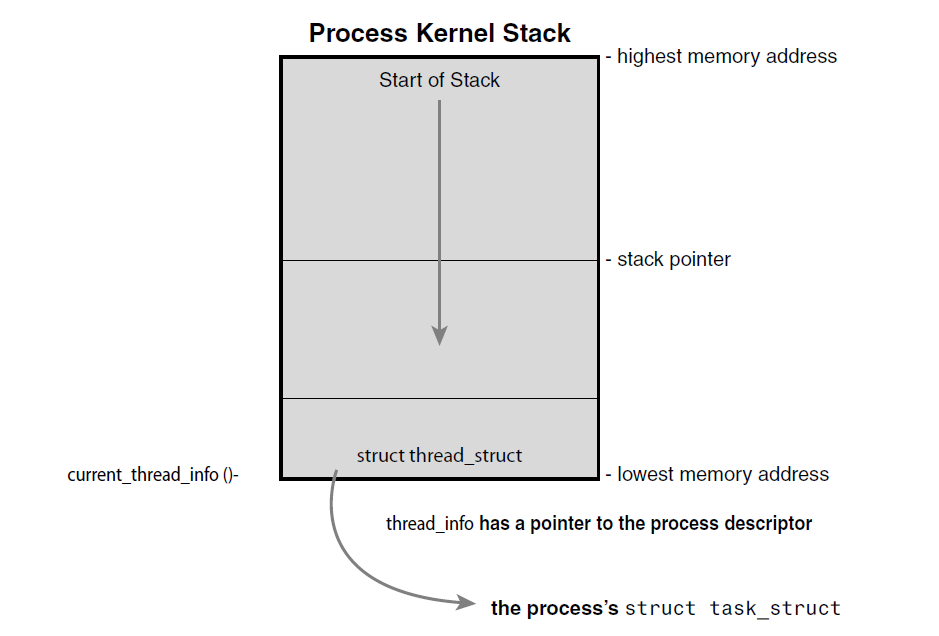 Process Kernel Stack
- highest memory address
Start of Stack
- stack pointer
struct thread_struct
current_thread_info ()-
- lowest memory address
thread_info has a pointer to the process descriptor
the process’s struct task_struct